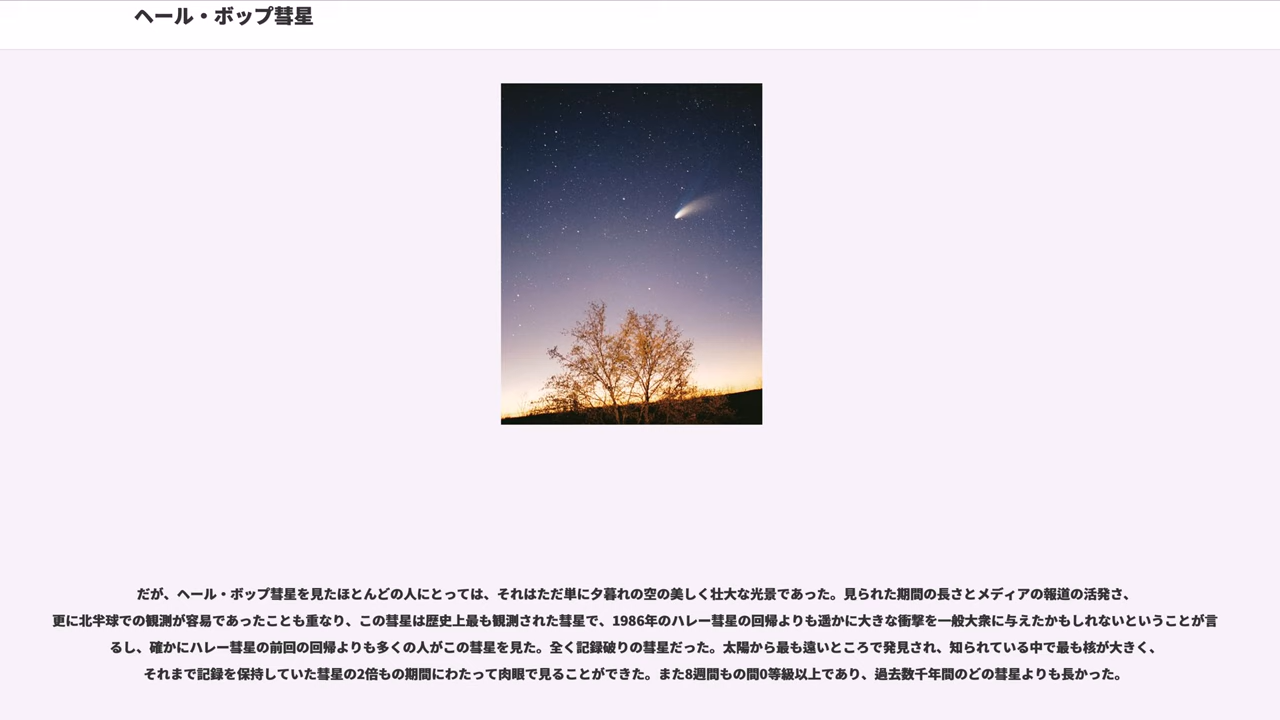 ヘール・ボップ彗星
だが、ヘール・ボップ彗星を見たほとんどの人にとっては、それはただ単に夕暮れの空の美しく壮大な光景であった。見られた期間の長さとメディアの報道の活発さ、
更に北半球での観測が容易であったことも重なり、この彗星は歴史上最も観測された彗星で、1986年のハレー彗星の回帰よりも遥かに大きな衝撃を一般大衆に与えたかもしれないということが言
るし、確かにハレー彗星の前回の回帰よりも多くの人がこの彗星を見た。全く記録破りの彗星だった。太陽から最も遠いところで発見され、知られている中で最も核が大きく、
それまで記録を保持していた彗星の2倍もの期間にわたって肉眼で見ることができた。また8週間もの間0等級以上であり、過去数千年間のどの彗星よりも長かった。